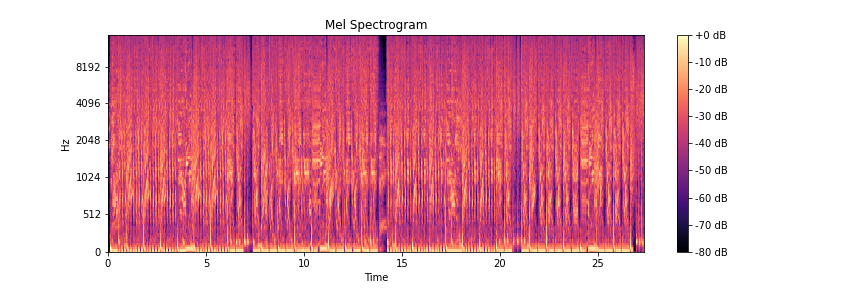 Mel Spectrogram
8192
4096
2048
1024
512
0
Hz
0 5 10 15 20 25
Time
+0 dB
-10 dB
-20 dB
-30 dB
-40 dB
-50 dB
-60 dB
-70 dB
-80 dB